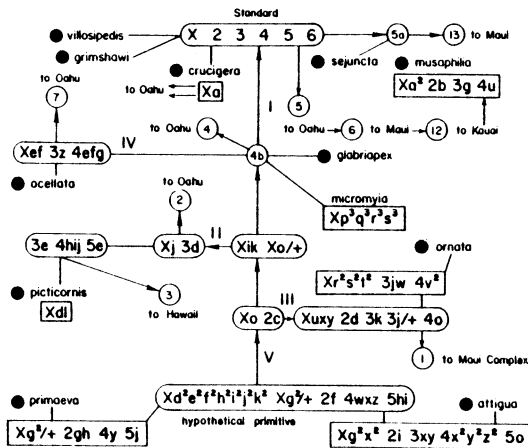 Standard
villosipedis
X 2 3 4 5 6
5a
13
to Maui
grimshawi
sejuncta
musaphilia
crucigera
to Oahu
Xa
Xa² 2b 3g 4u
to Oahu
7
I
5
to Oahu
4
to Oahu
6
to Maui
12
to Kauai
Xef 3z 4efg
IV
4b
glabriapex
ocellata
to Oahu
2
micromyia
Xp³q³r³s³
ornata
3e 4hij 5e
Xj 3d
II
Xik Xo/+
Xr²s²t² 3jw 4v²
picticornis
Xdl
3
to Hawaii
Xo 2c
III
Xuxy 2d 3k 3j/+ 4o
1
to Maui Complex
V
primaeva
Xd²e²f²h²i²j²k² Xg²/+ 2f 4wxz 5hi
attigua
Xg²/+ 2gh 4y 5j
hypothetical primitive
Xg²x² 2i 3xy 4x²y²z² 5o